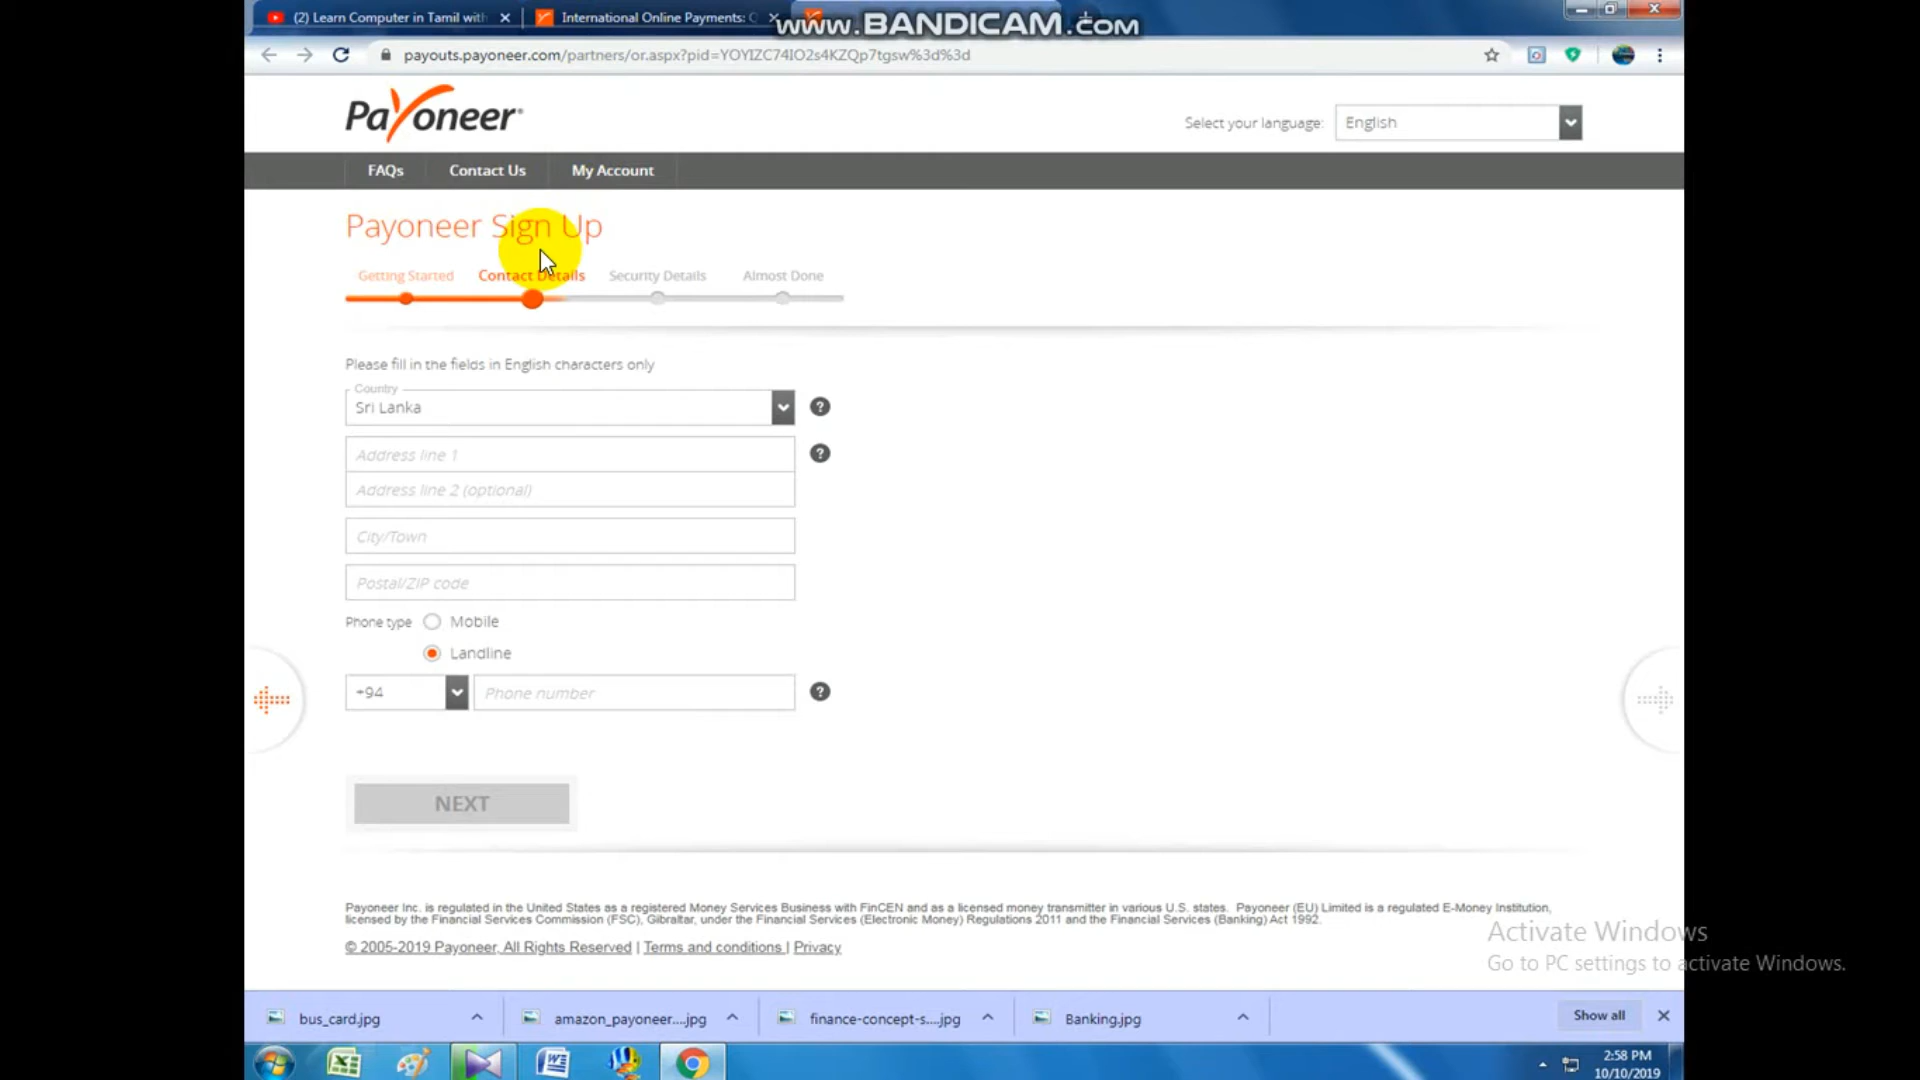 (2) Learn Computer in Tamil with
International Online Payments:
www.BANDICAM.com
payouts.payoneer.com/partners/or.aspx?pid=YOYIZC74IO2s4KZQp7tgsw%3d%3d
Payoneer
Select your language:
English
FAQs
Contact Us
My Account
Payoneer Sign Up
Getting Started
Contact Details
Security Details
Almost Done
Please fill in the fields in English characters only
Country
Sri Lanka
?
Address line 1
?
Address line 2 (optional)
City/Town
Postal/ZIP code
Phone type
Mobile
Landline
+94
Phone number
?
NEXT
Payoneer Inc. is regulated in the United States as a registered Money Services Business with FinCEN and as a licensed money transmitter in various U.S. states. Payoneer (EU) Limited is a regulated E-Money Institution,
licensed by the Financial Services Commission (FSC), Gibraltar, under the Financial Services (Electronic Money) Regulations 2011 and the Financial Services (Banking) Act 1992.
© 2005-2019 Payoneer, All Rights Reserved | Terms and conditions | Privacy
Activate Windows
Go to PC settings to activate Windows.
bus_card.jpg
amazon_payoneer....jpg
finance-concept-s....jpg
Banking.jpg
Show all
2:58 PM
10/10/2019